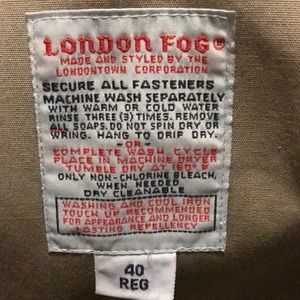 LONDON FOG®
MADE AND STYLED BY THE
LONDONTOWN CORPORATION
SECURE ALL FASTENERS
MACHINE WASH SEPARATELY
WITH WARM OR COLD WATER
RINSE THREE (3) TIMES. REMOVE
ALL SOAPS. DO NOT SPIN DRY OR
WRING. HANG TO DRIP DRY.
-OR-
COMPLETE WASH CYCLE
PLACE IN MACHINE DRYER
TUMBLE DRY AT 160° F
ONLY NON-CHLORINE BLEACH,
WHEN NEEDED.
DRY CLEANABLE
WASHING AND COOL IRON
TOUCH UP RECOMMENDED
FOR APPEARANCE AND LONGER
LASTING REPELLENCY
40
REG